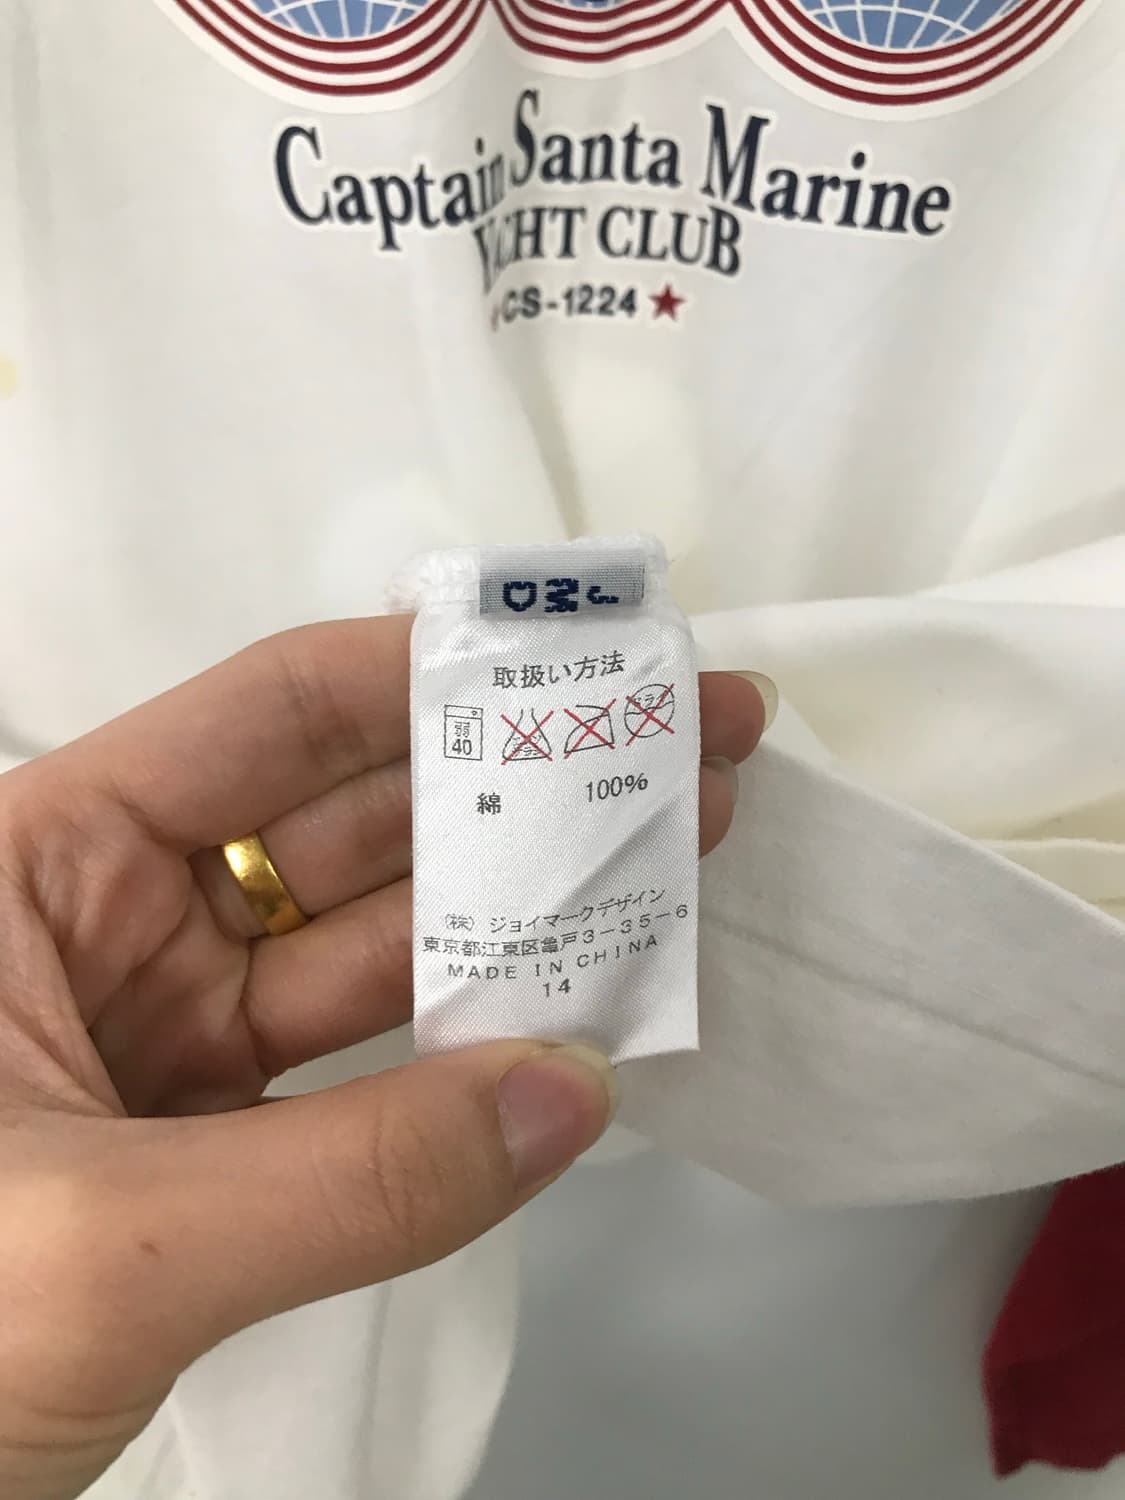 Captain Santa Marine
YACHT CLUB
CS-1224
取扱い方法
弱
40
綿 100%
(株) ジョイマークデザイン
東京都江東区亀戸3-35-6
MADE IN CHINA
14